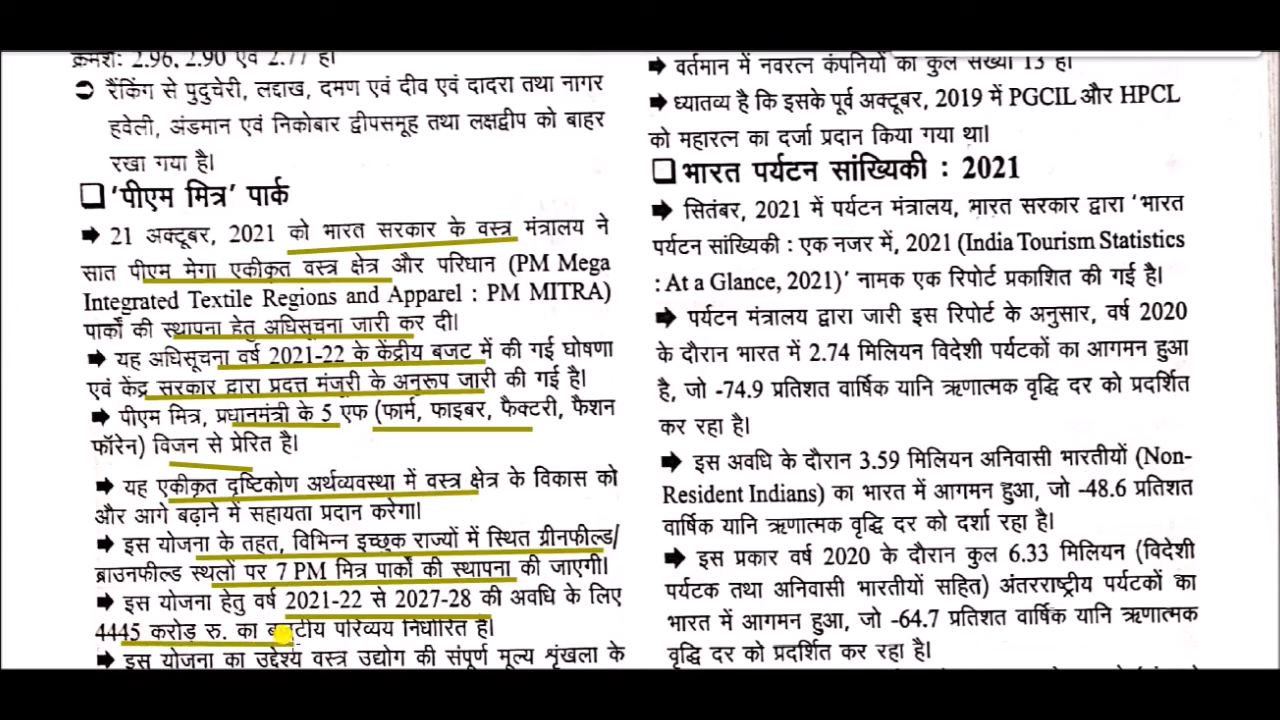 क्रमशः 2.96, 2.90 एवं 2.77 है।
➲ रैंकिंग से पुदुचेरी, लद्दाख, दमण एवं दीव एवं दादरा तथा नागर
हवेली, अंडमान एवं निकोबार द्वीपसमूह तथा लक्षद्वीप को बाहर
रखा गया है।
❑ 'पीएम मित्र' पार्क
➡ 21 अक्टूबर, 2021 को भारत सरकार के वस्त्र मंत्रालय ने
सात पीएम मेगा एकीकृत वस्त्र क्षेत्र और परिधान (PM Mega
Integrated Textile Regions and Apparel : PM MITRA)
पार्कों की स्थापना हेतु अधिसूचना जारी कर दी।
➡ यह अधिसूचना वर्ष 2021-22 के केंद्रीय बजट में की गई घोषणा
एवं केंद्र सरकार द्वारा प्रदत्त मंजूरी के अनुरूप जारी की गई है।
➡ पीएम मित्र, प्रधानमंत्री के 5 एफ (फार्म, फाइबर, फैक्टरी, फैशन
फॉरेन) विजन से प्रेरित है।
➡ यह एकीकृत दृष्टिकोण अर्थव्यवस्था में वस्त्र क्षेत्र के विकास को
और आगे बढ़ाने में सहायता प्रदान करेगा।
➡ इस योजना के तहत, विभिन्न इच्छुक राज्यों में स्थित ग्रीनफील्ड/
ब्राउनफील्ड स्थलों पर 7 PM मित्र पार्कों की स्थापना की जाएगी।
➡ इस योजना हेतु वर्ष 2021-22 से 2027-28 की अवधि के लिए
4445 करोड़ रु. का परिव्यय निर्धारित है।
➡ इस योजना का उद्देश्य वस्त्र उद्योग की संपूर्ण मूल्य शृंखला के
➡ वर्तमान में नवरत्न कंपनियों की कुल संख्या 13 है।
➡ ध्यातव्य है कि इसके पूर्व अक्टूबर, 2019 में PGCIL और HPCL
को महारत्न का दर्जा प्रदान किया गया था।
❑ भारत पर्यटन सांख्यिकी : 2021
➡ सितंबर, 2021 में पर्यटन मंत्रालय, भारत सरकार द्वारा 'भारत
पर्यटन सांख्यिकी : एक नजर में, 2021 (India Tourism Statistics
: At a Glance, 2021)' नामक एक रिपोर्ट प्रकाशित की गई है।
➡ पर्यटन मंत्रालय द्वारा जारी इस रिपोर्ट के अनुसार, वर्ष 2020
के दौरान भारत में 2.74 मिलियन विदेशी पर्यटकों का आगमन हुआ
है, जो -74.9 प्रतिशत वार्षिक यानि ऋणात्मक वृद्धि दर को प्रदर्शित
कर रहा है।
➡ इस अवधि के दौरान 3.59 मिलियन अनिवासी भारतीयों (Non-
Resident Indians) का भारत में आगमन हुआ, जो -48.6 प्रतिशत
वार्षिक यानि ऋणात्मक वृद्धि दर को दर्शा रहा है।
➡ इस प्रकार वर्ष 2020 के दौरान कुल 6.33 मिलियन (विदेशी
पर्यटक तथा अनिवासी भारतीयों सहित) अंतरराष्ट्रीय पर्यटकों का
भारत में आगमन हुआ, जो -64.7 प्रतिशत वार्षिक यानि ऋणात्मक
वृद्धि दर को प्रदर्शित कर रहा है।